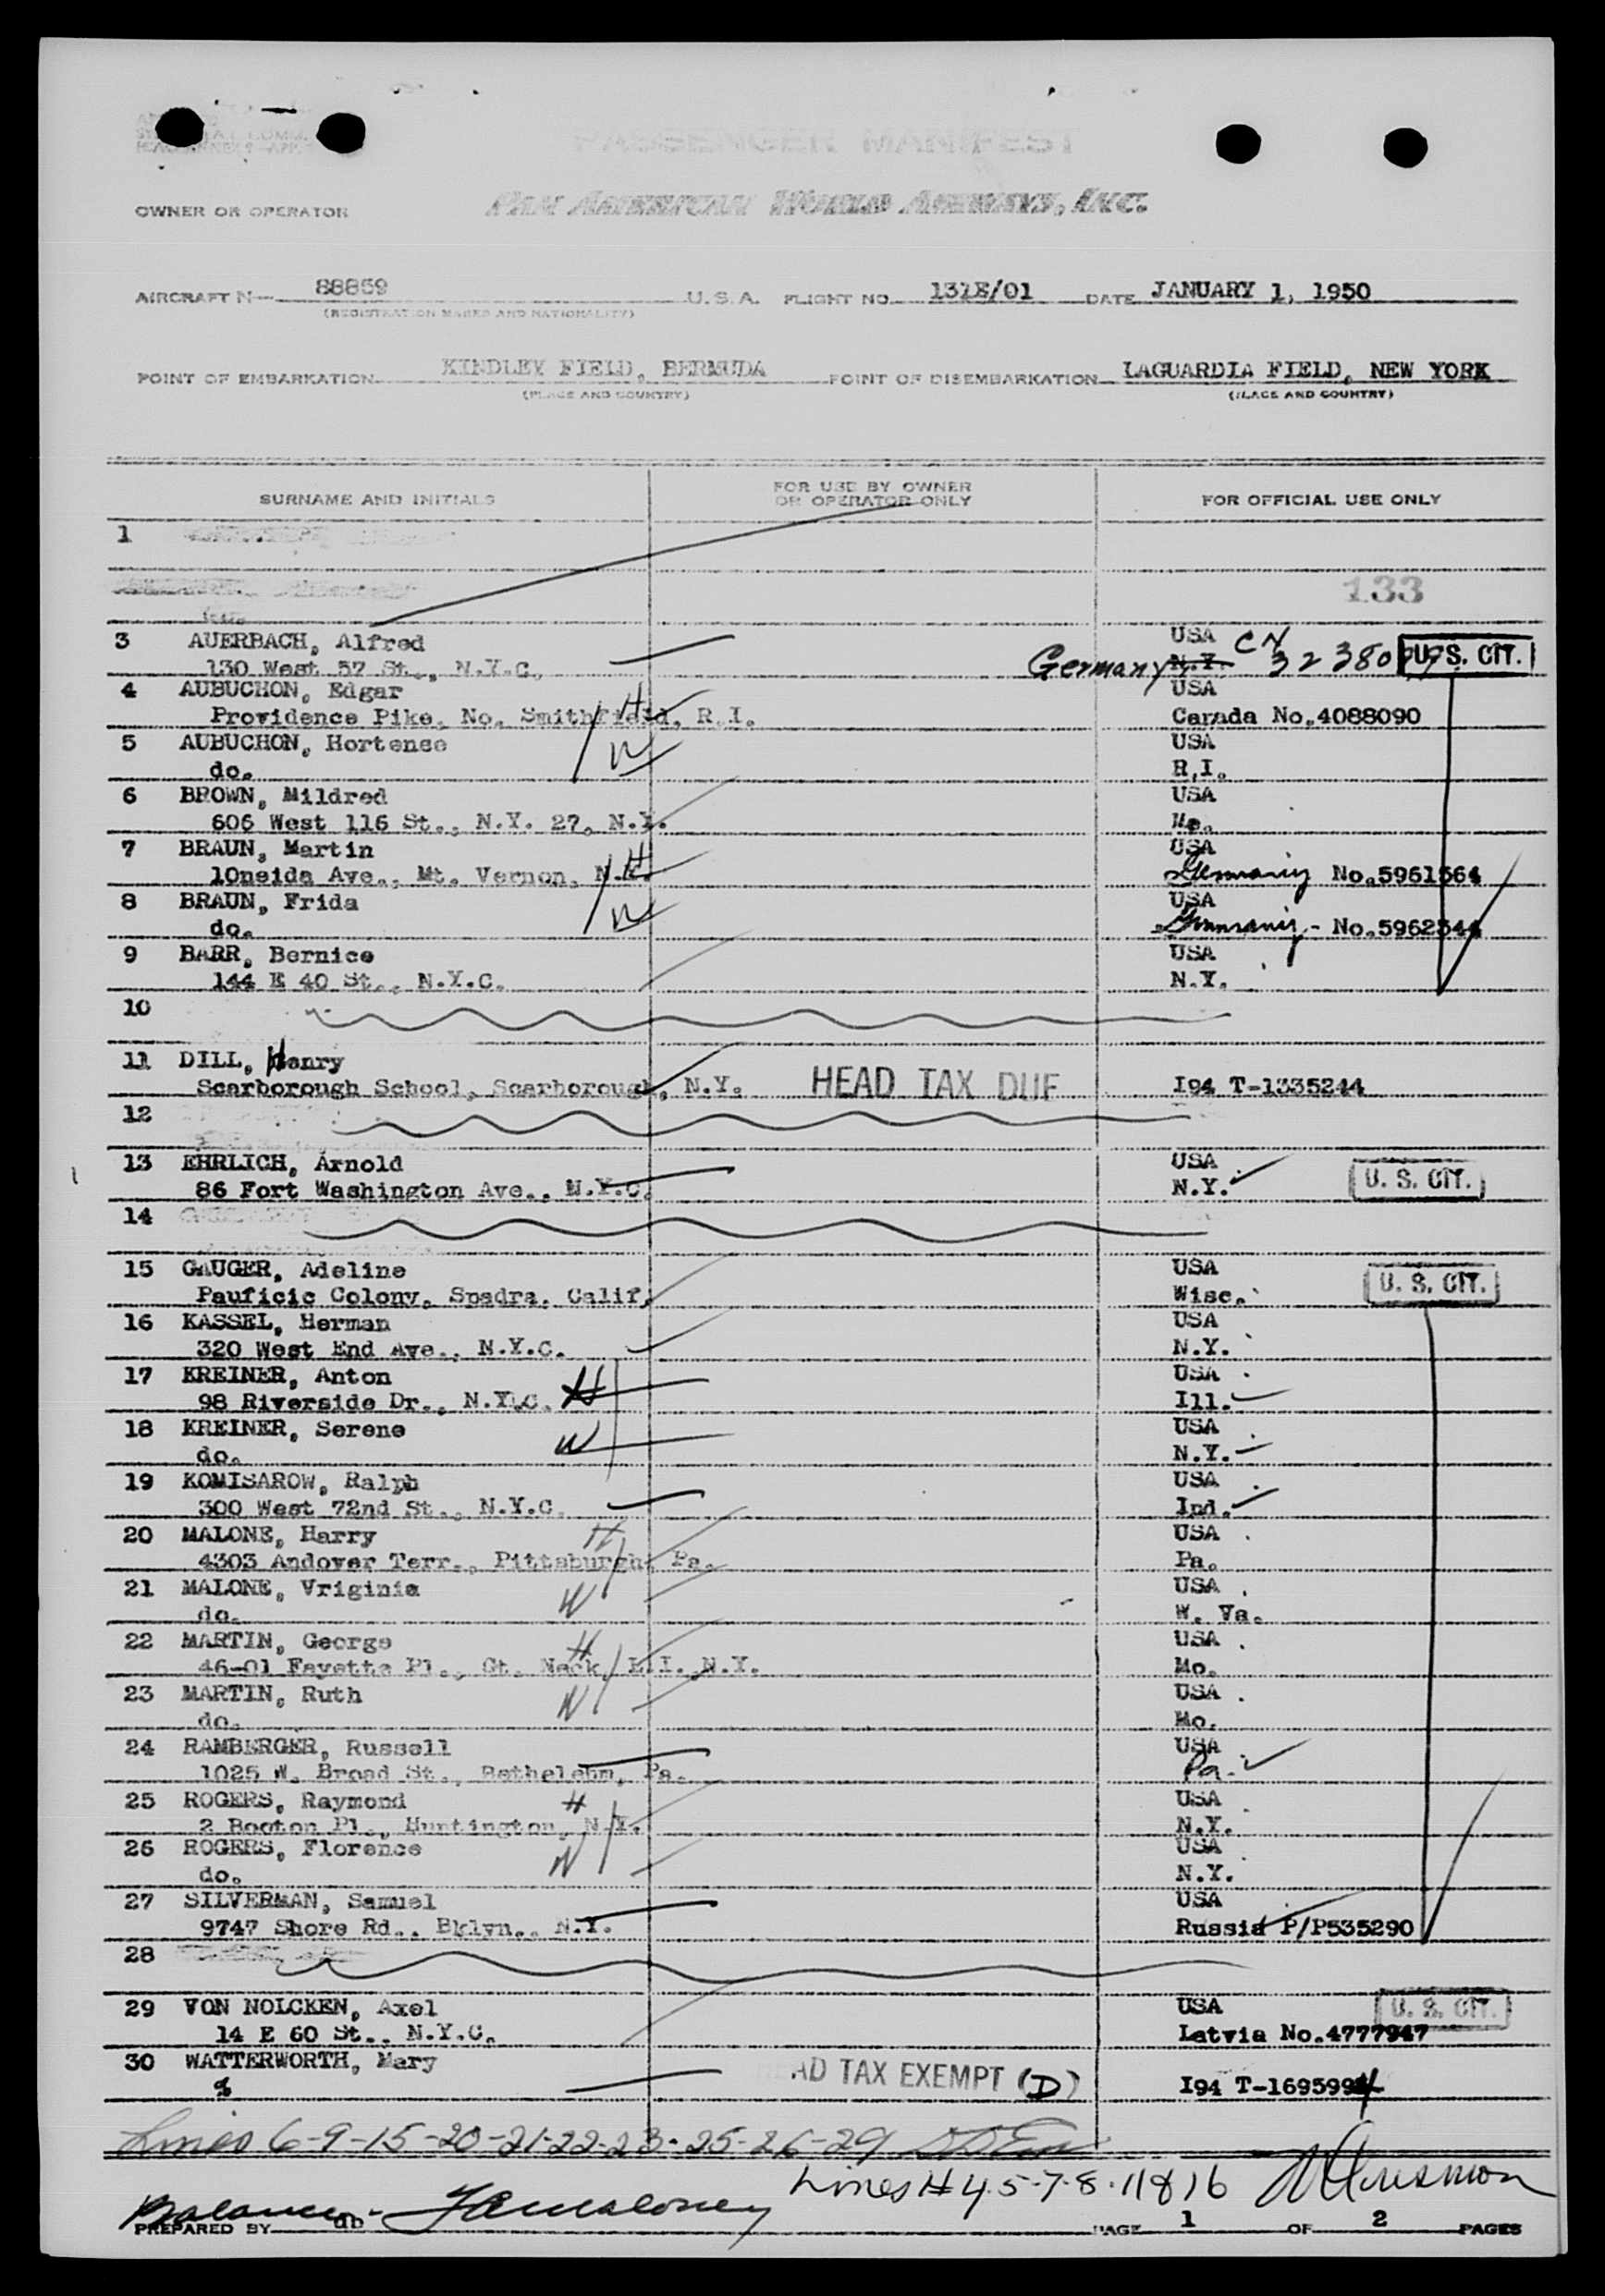 PASSENGER MANIFEST
OWNER OR OPERATOR PAN AMERICAN WORLD AIRWAYS, INC.
AIRCRAFT N— 88859 U.S.A. FLIGHT NO. 131E/01 DATE JANUARY 1, 1950
(REGISTRATION MARKS AND NATIONALITY)
POINT OF EMBARKATION KINDLEY FIELD, BERMUDA POINT OF DISEMBARKATION LAGUARDIA FIELD, NEW YORK
(PLACE AND COUNTRY) (PLACE AND COUNTRY)
SURNAME AND INITIALS FOR USE BY OWNER OR OPERATOR ONLY FOR OFFICIAL USE ONLY
1
133
3 AUERBACH, Alfred USA CN
130 West 57 St., N.Y.C. Germany N.Y. U. S. CIT.
4 AUBUCHON, Edgar H USA
Providence Pike, No. Smithfield, R.I. Canada No.4088090
5 AUBUCHON, Hortense W USA
do. R.I.
6 BROWN, Mildred USA
606 West 116 St., N.Y. 27, N.Y.
7 BRAUN, Martin H USA
10neida Ave., Mt. Vernon, N.Y. Germany No.5961564
8 BRAUN, Frida W USA
do. Germany - No.5962344
9 BARR, Bernice USA
144 E 40 St., N.Y.C. N.Y.
10
11 DILL, Henry
Scarborough School, Scarborough, N.Y. HEAD TAX DUE I94 T-1335244
12
13 EHRLICH, Arnold USA
86 Fort Washington Ave., N.Y.C. N.Y. U. S. CIT.
14
15 GAUGER, Adeline USA
Pauficic Colony, Spadra, Calif. Wisc. U. S. CIT.
16 KASSEL, Herman USA
320 West End Ave., N.Y.C. N.Y.
17 KREINER, Anton USA
98 Riverside Dr., N.Y.C. H Ill.
18 KREINER, Serene USA
do. W N.Y.
19 KOMISAROW, Ralph USA
300 West 72nd St., N.Y.C. Ind.
20 MALONE, Harry H USA
4303 Andover Terr., Pittsburgh, Pa. Pa.
21 MALONE, Vriginia USA
do. W W. Va.
22 MARTIN, George H USA
46-01 Fayette Pl., Gt. Neck, L.I. N.Y. Mo.
23 MARTIN, Ruth W USA
do. Mo.
24 RAMBERGER, Russell USA
1025 W. Broad St., Bethelehm, Pa. Pa.
25 ROGERS, Raymond H USA
2 Booton Pl., Huntington, N.Y. N.Y.
26 ROGERS, Florence USA
do. W N.Y.
27 SILVERMAN, Samuel USA
9747 Shore Rd., Bklyn., N.Y. Russia P/P535290
28
29 VON NOLCKEN, Axel USA U. S. CIT.
14 E 60 St., N.Y.C. Latvia No.4777947
30 WATTERWORTH, Mary HEAD TAX EXEMPT (D)
% I94 T-1695994
Lines 6-9-15-20-21-22-23-25-26-29
Lines # 4-5-7-8-11 & 16
Balance -
PREPARED BY db PAGE 1 OF 2 PAGES